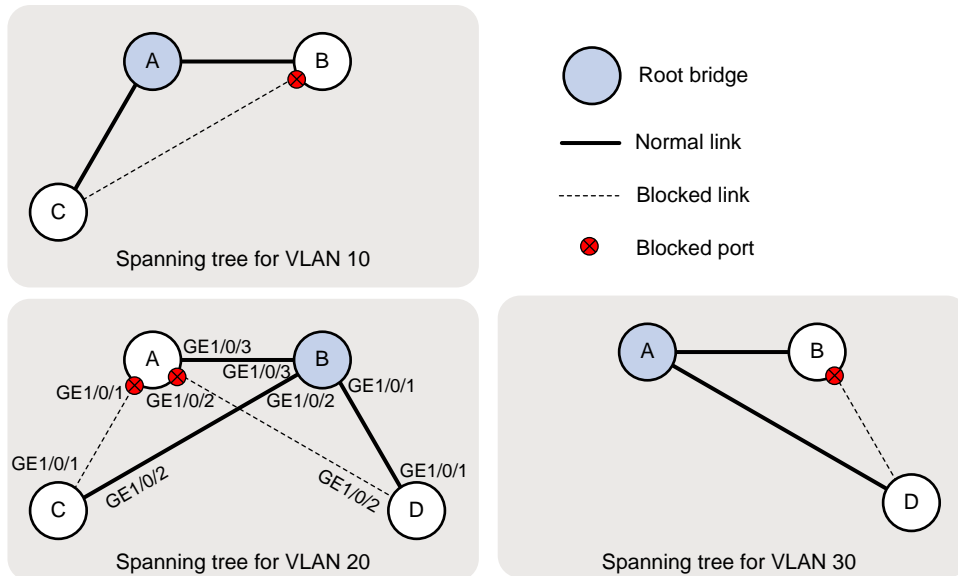 A
B
C
Spanning tree for VLAN 10
Root bridge
Normal link
Blocked link
Blocked port
A
GE1/0/3
B
GE1/0/3
GE1/0/1
GE1/0/1
GE1/0/2
GE1/0/2
GE1/0/1
GE1/0/2
GE1/0/2
GE1/0/1
C
D
Spanning tree for VLAN 20
A
B
D
Spanning tree for VLAN 30